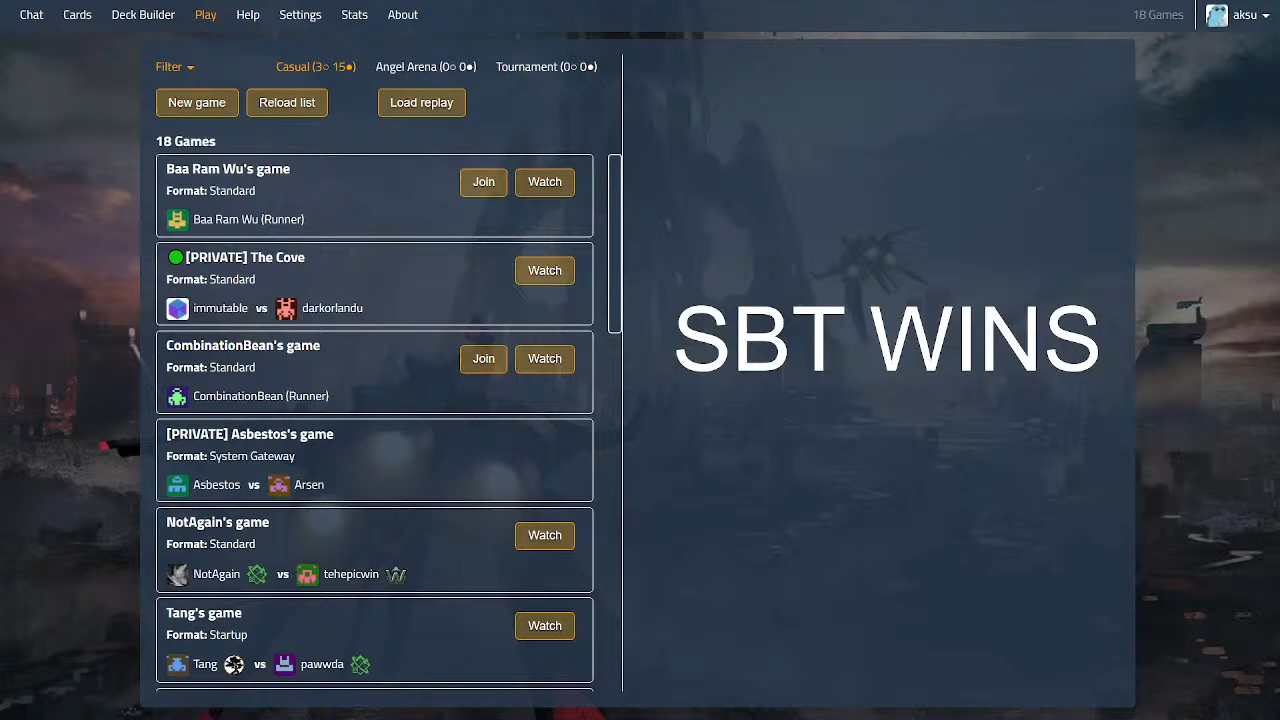 Chat Cards Deck Builder Play Help Settings Stats About 18 Games aksu
Filter Casual (3○ 15●) Angel Arena (0○ 0●) Tournament (0○ 0●)
New game Reload list Load replay
18 Games
Baa Ram Wu's game
Join Watch
Format: Standard
Baa Ram Wu (Runner)
[PRIVATE] The Cove
Watch
Format: Standard
immutable vs darkorlandu
CombinationBean's game
Join Watch
Format: Standard
CombinationBean (Runner)
[PRIVATE] Asbestos's game
Format: System Gateway
Asbestos vs Arsen
NotAgain's game
Watch
Format: Standard
NotAgain vs tehepicwin
Tang's game
Watch
Format: Startup
Tang vs pawwda
SBT WINS